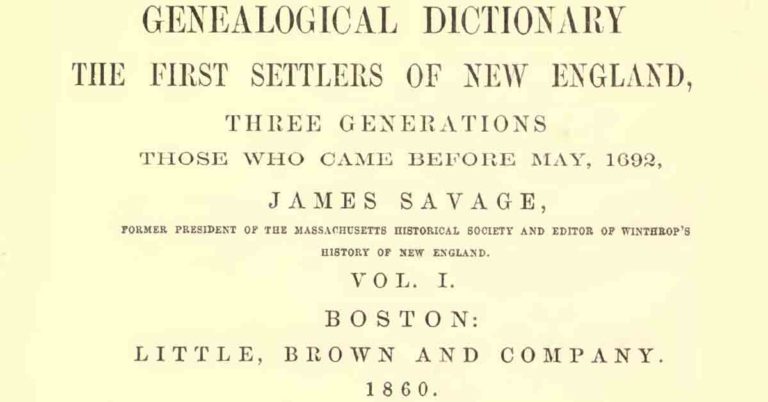 GENEALOGICAL DICTIONARY
THE FIRST SETTLERS OF NEW ENGLAND,
THREE GENERATIONS
THOSE WHO CAME BEFORE MAY, 1692,
JAMES SAVAGE,
FORMER PRESIDENT OF THE MASSACHUSETTS HISTORICAL SOCIETY AND EDITOR OF WINTHROP'S
HISTORY OF NEW ENGLAND.
VOL. I.
BOSTON:
LITTLE, BROWN AND COMPANY.
1860.